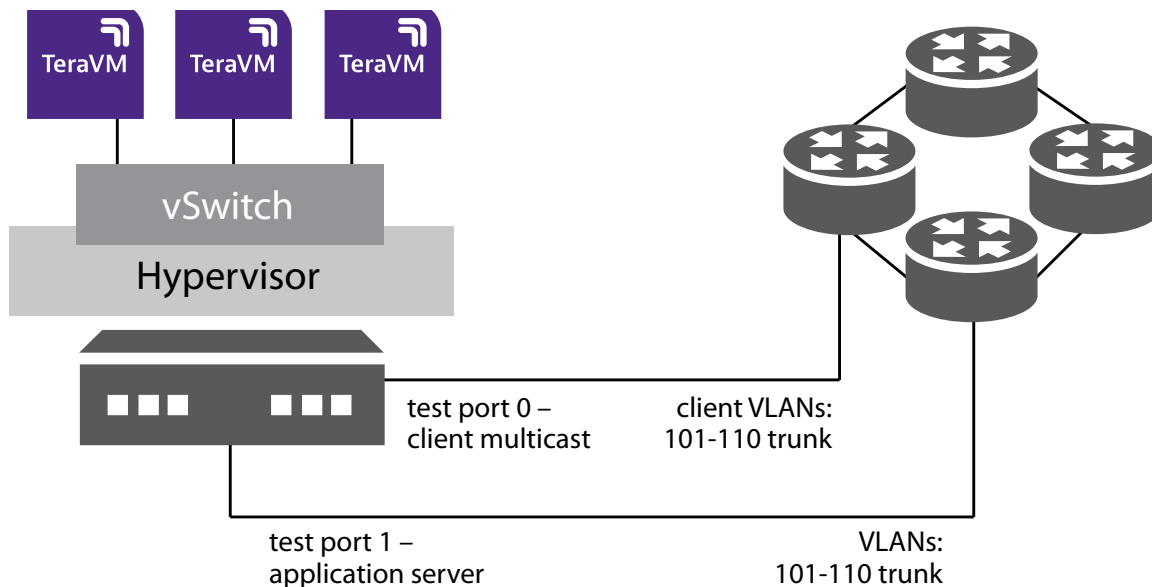 TeraVM
TeraVM
TeraVM
vSwitch
Hypervisor
test port 0 –
client multicast
client VLANs:
101-110 trunk
test port 1 –
application server
VLANs:
101-110 trunk